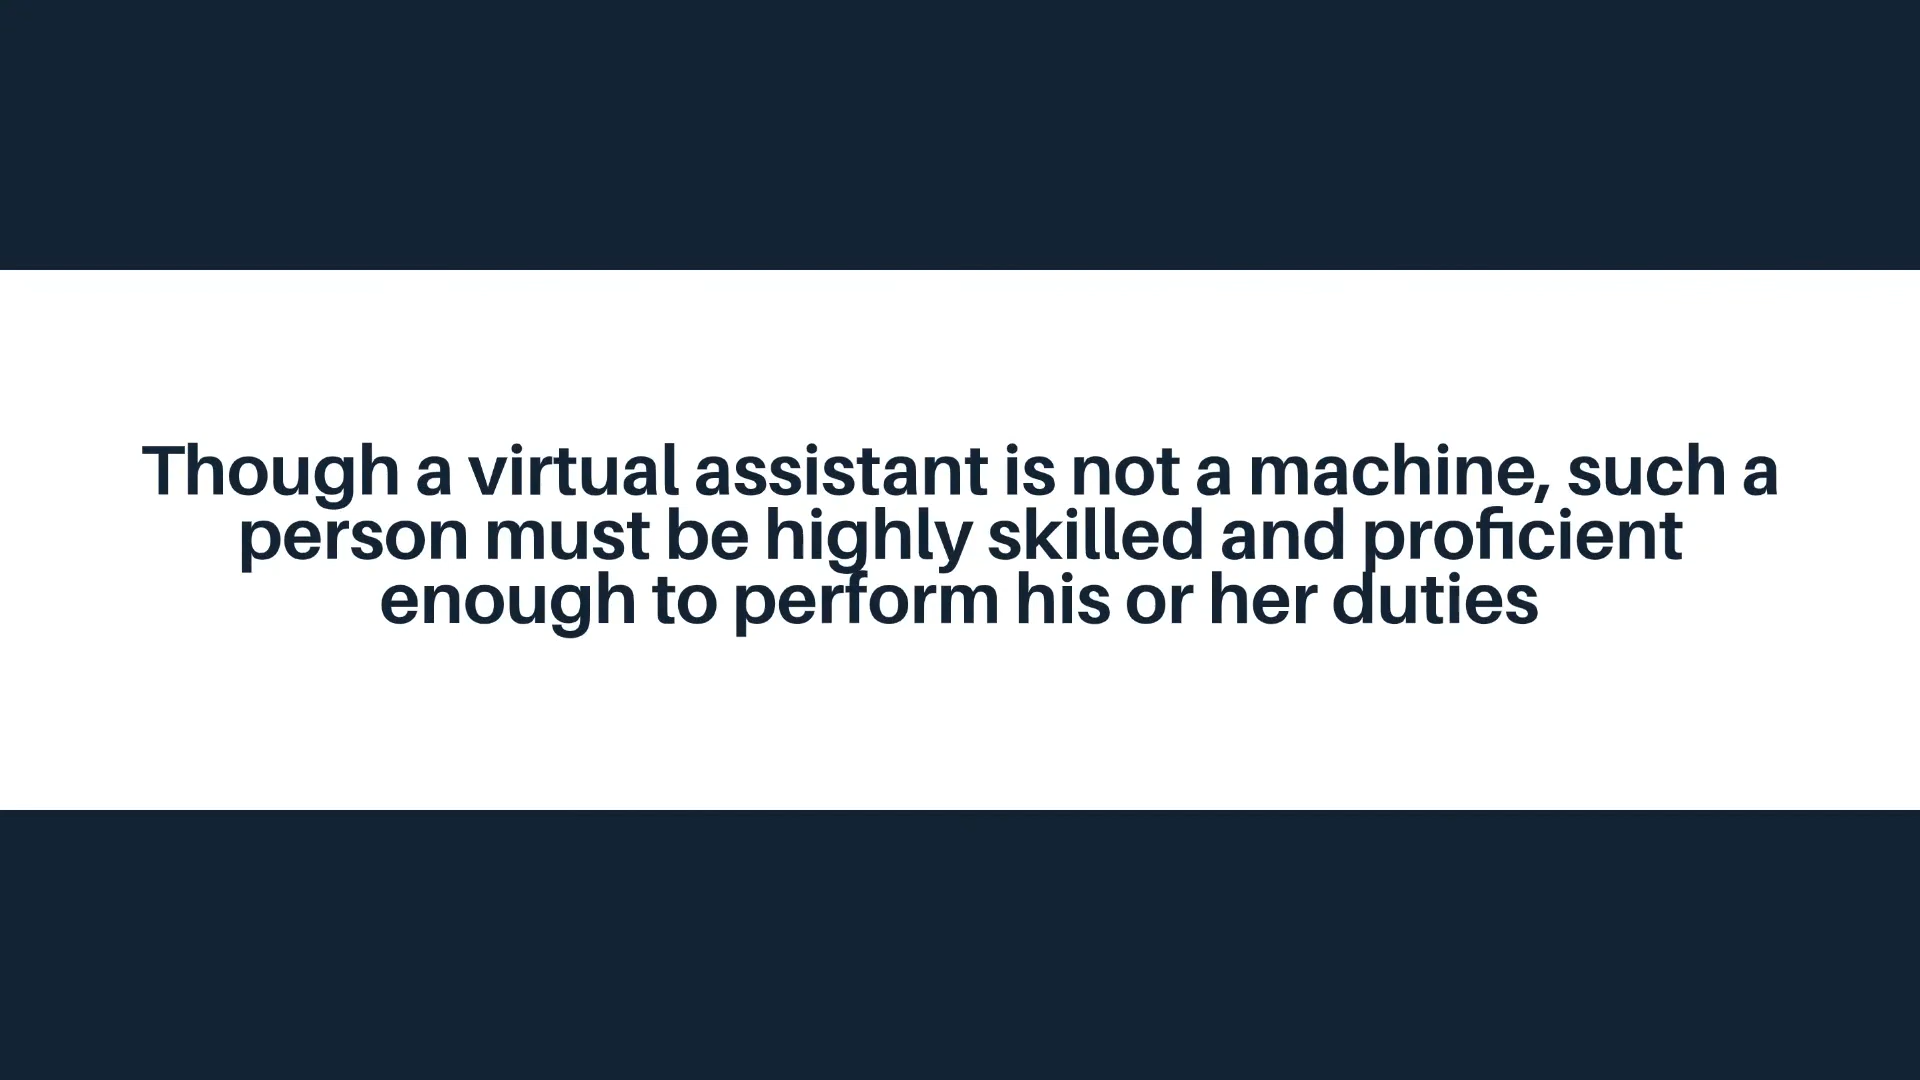 Though a virtual assistant is not a machine, such a
person must be highly skilled and proficient
enough to perform his or her duties